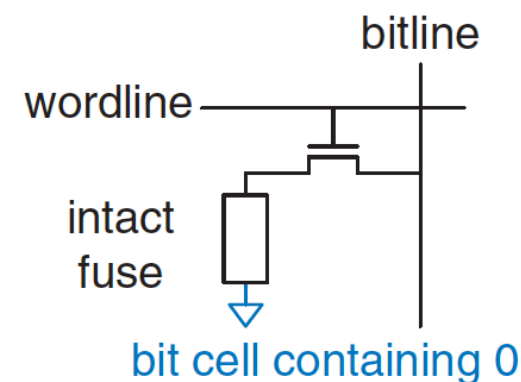 bitline
wordline
intact
fuse
bit cell containing 0